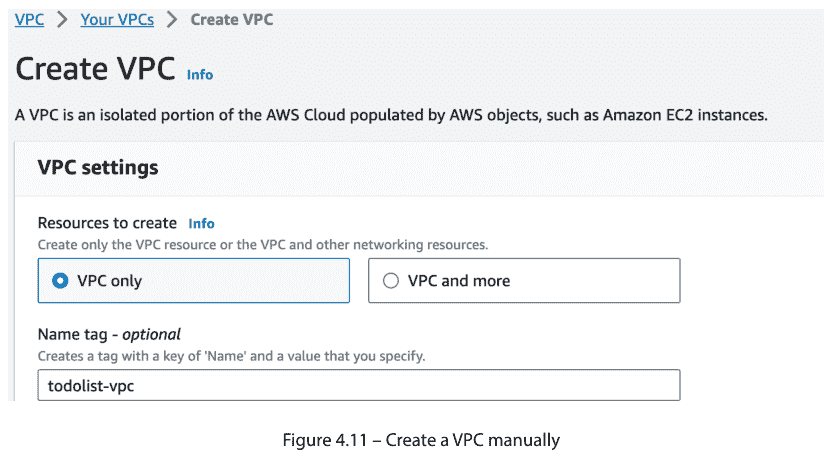 VPC > Your VPCs > Create VPC
Create VPC Info
A VPC is an isolated portion of the AWS Cloud populated by AWS objects, such as Amazon EC2 instances.
VPC settings
Resources to create Info
Create only the VPC resource or the VPC and other networking resources.
VPC only VPC and more
Name tag - optional
Creates a tag with a key of 'Name' and a value that you specify.
todolist-vpc
Figure 4.11 – Create a VPC manually